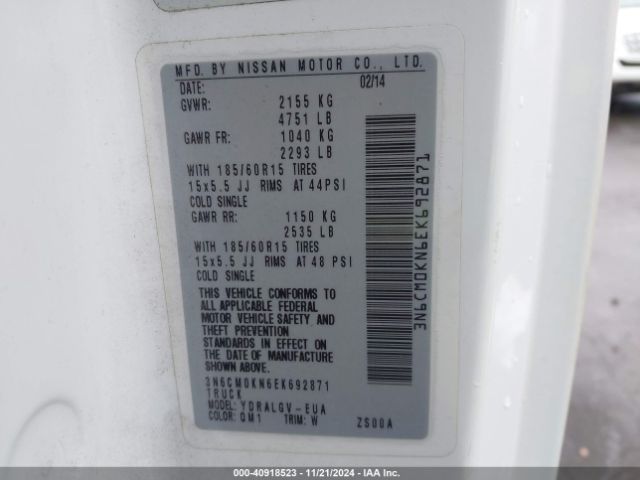 MFD. BY NISSAN MOTOR CO., LTD.
DATE: 02/14
GVWR: 2155 KG
4751 LB
GAWR FR: 1040 KG
2293 LB
WITH 185/60R15 TIRES
15x5.5 JJ RIMS AT 44PSI
COLD SINGLE
GAWR RR: 1150 KG
2535 LB
WITH 185/60R15 TIRES
15x5.5 JJ RIMS AT 48 PSI
COLD SINGLE
THIS VEHICLE CONFORMS TO
ALL APPLICABLE FEDERAL
MOTOR VEHICLE SAFETY AND
THEFT PREVENTION
STANDARDS IN EFFECT ON
THE DATE OF MANUFACTURE
SHOWN ABOVE.
3N6CM0KN6EK692871
TRUCK
MODEL: YDRALGV-EUA
COLOR: QM1 TRIM: W ZS00A
3N6CM0KN6EK692871
000-40918523 - 11/21/2024 - IAAI.COM